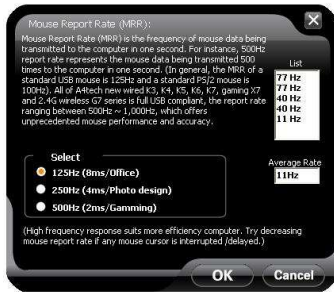 Mouse Report Rate (MRR):
Mouse Report Rate (MRR) is the frequency of mouse data being
transmitted to the computer in one second. For instance, 500Hz
report rate represents the mouse data being transmitted 500
times to the computer in one second. (In general, the MRR of a
standard USB mouse is 125Hz and a standard PS/2 mouse is
100Hz). All of A4tech new wired K3, K4, K5, K6, K7, gaming X7
and 2.4G wireless G7 series is full USB compliant, the report rate
ranging between 500Hz ~ 1,000Hz, which offers
unprecedented mouse performance and accuracy.
List
77 Hz
77 Hz
40 Hz
40 Hz
11 Hz
Select
125Hz (8ms/Office)
250Hz (4ms/Photo design)
500Hz (2ms/Gamming)
Average Rate
11Hz
(High frequency response suits more efficiency computer. Try decreasing
mouse report rate if any mouse cursor is interrupted /delayed.)
OK
Cancel